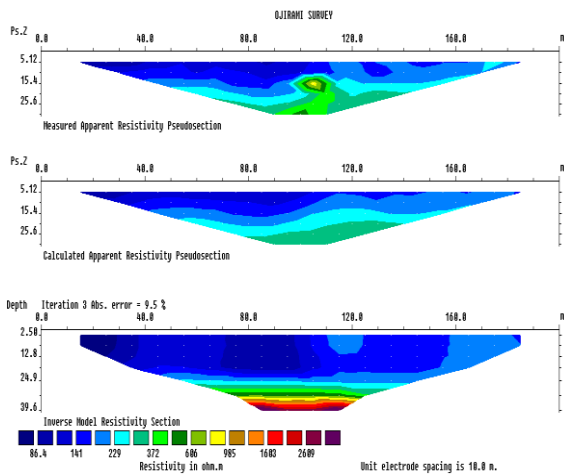 OJIRAMI SURVEY
Ps.Z 0.0 40.0 80.0 120.0 160.0 m
5.12
15.4
25.6
Measured Apparent Resistivity Pseudosection
Ps.Z 0.0 40.0 80.0 120.0 160.0 m
5.12
15.4
25.6
Calculated Apparent Resistivity Pseudosection
Depth Iteration 3 Abs. error = 9.5 %
0.0 40.0 80.0 120.0 160.0 m
2.50
12.8
24.9
39.6
Inverse Model Resistivity Section
86.4 141 229 372 606 985 1603 2609
Resistivity in ohm.m Unit electrode spacing is 10.0 m.